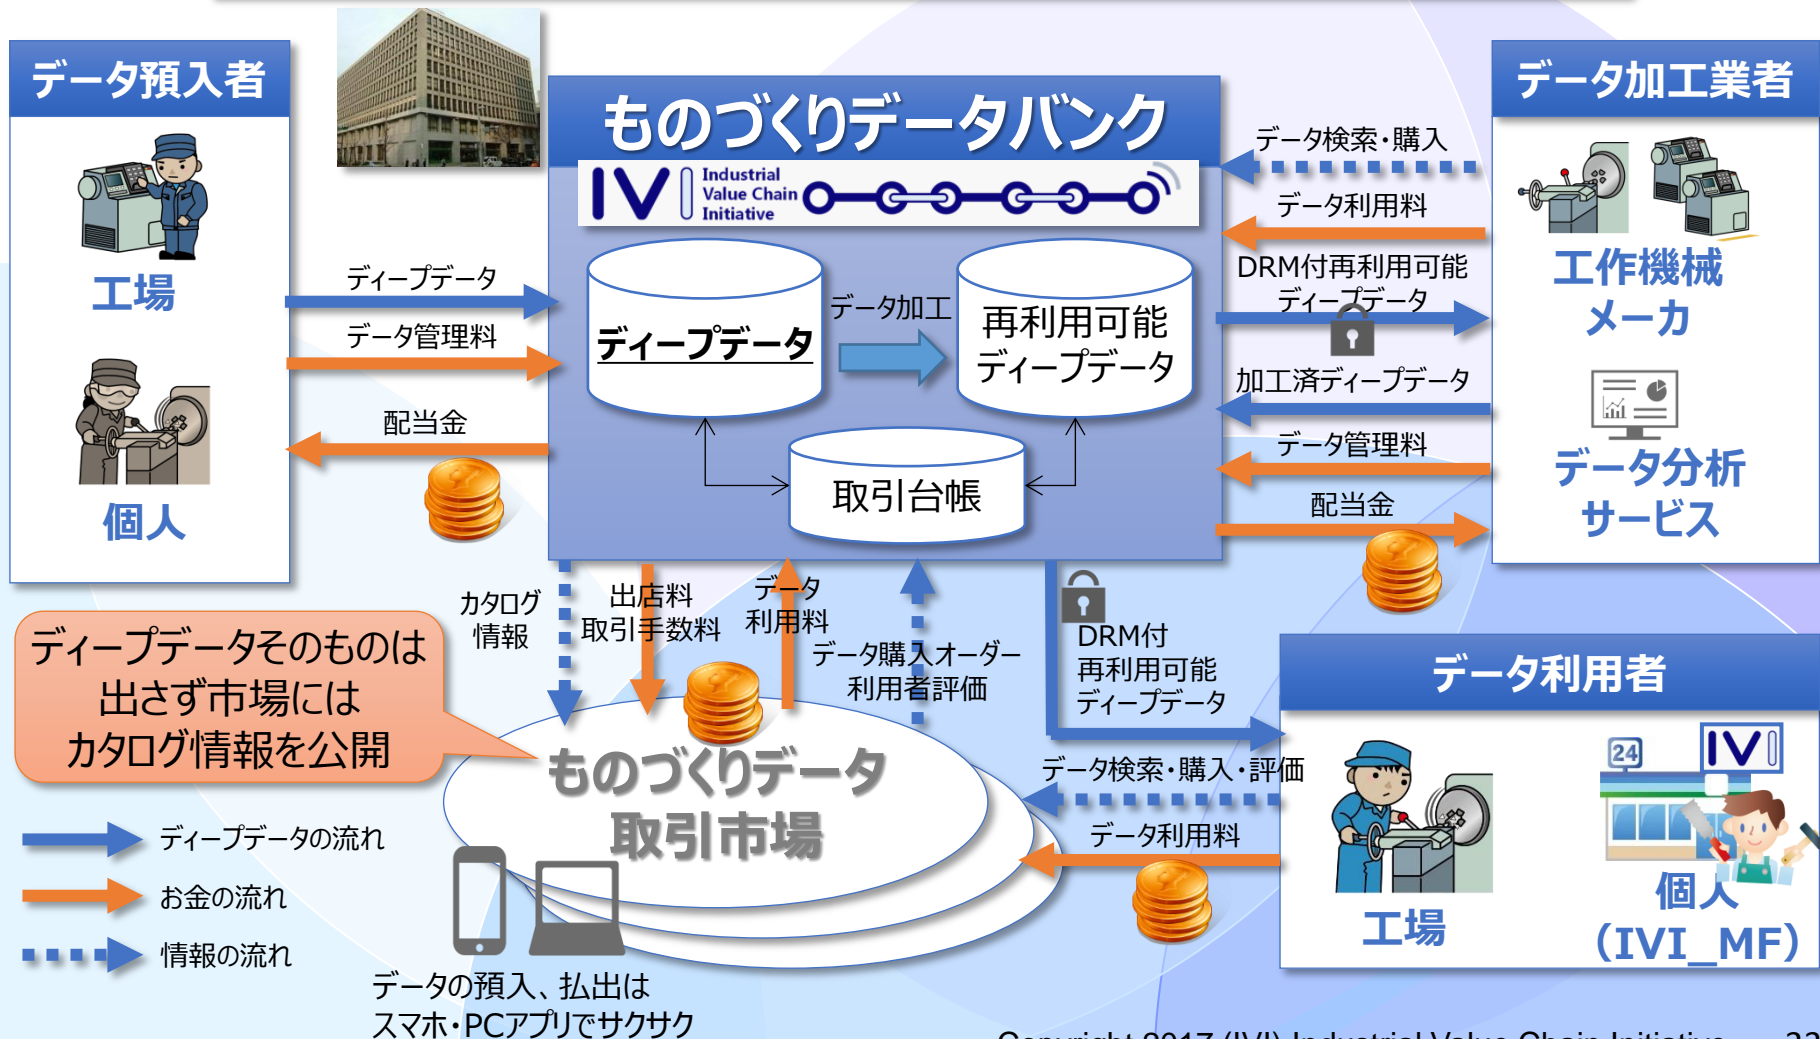 データ預入者
工場
個人
ものづくりデータバンク
IVI
Industrial
Value Chain
Initiative
ディープデータ
データ管理料
配当金
ディープデータ
データ加工
再利用可能
ディープデータ
取引台帳
データ検索・購入
データ利用料
DRM付再利用可能
ディープデータ
加工済ディープデータ
データ管理料
配当金
データ加工業者
工作機械
メーカ
データ分析
サービス
カタログ
情報
出店料
取引手数料
データ
利用料
データ購入オーダー
利用者評価
DRM付
再利用可能
ディープデータ
ディープデータそのものは
出さず市場には
カタログ情報を公開
ものづくりデータ
取引市場
データ検索・購入・評価
データ利用料
データ利用者
24
IVI
工場
個人
(IVI_MF)
ディープデータの流れ
お金の流れ
情報の流れ
データの預入、払出は
スマホ・PCアプリでサクサク
Copyright 2017 (IVI) Industrial Value Chain Initiative